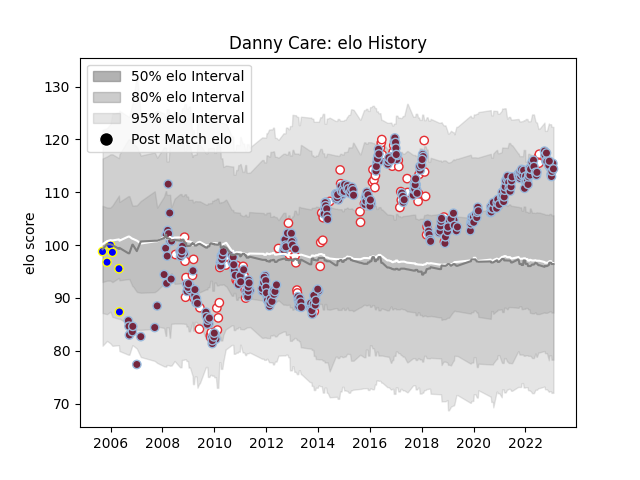 Danny Care: elo History
50% elo Interval
80% elo Interval
95% elo Interval
Post Match elo
elo score
130
120
110
100
90
80
70
2006 2008 2010 2012 2014 2016 2018 2020 2022